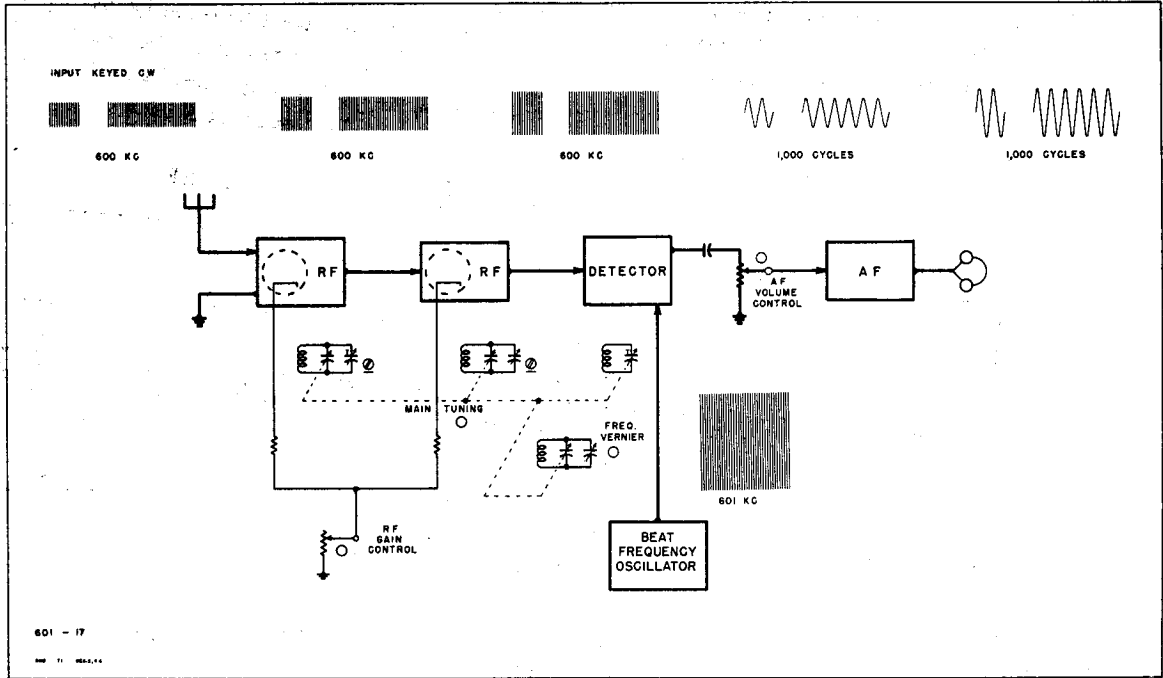 INPUT KEYED CW
600 KC
600 KC
600 KC
1,000 CYCLES
1,000 CYCLES
RF
RF
DETECTOR
AF
VOLUME
CONTROL
AF
MAIN TUNING
FREQ.
VERNIER
601 KC
RF
GAIN
CONTROL
BEAT
FREQUENCY
OSCILLATOR
601 - 17